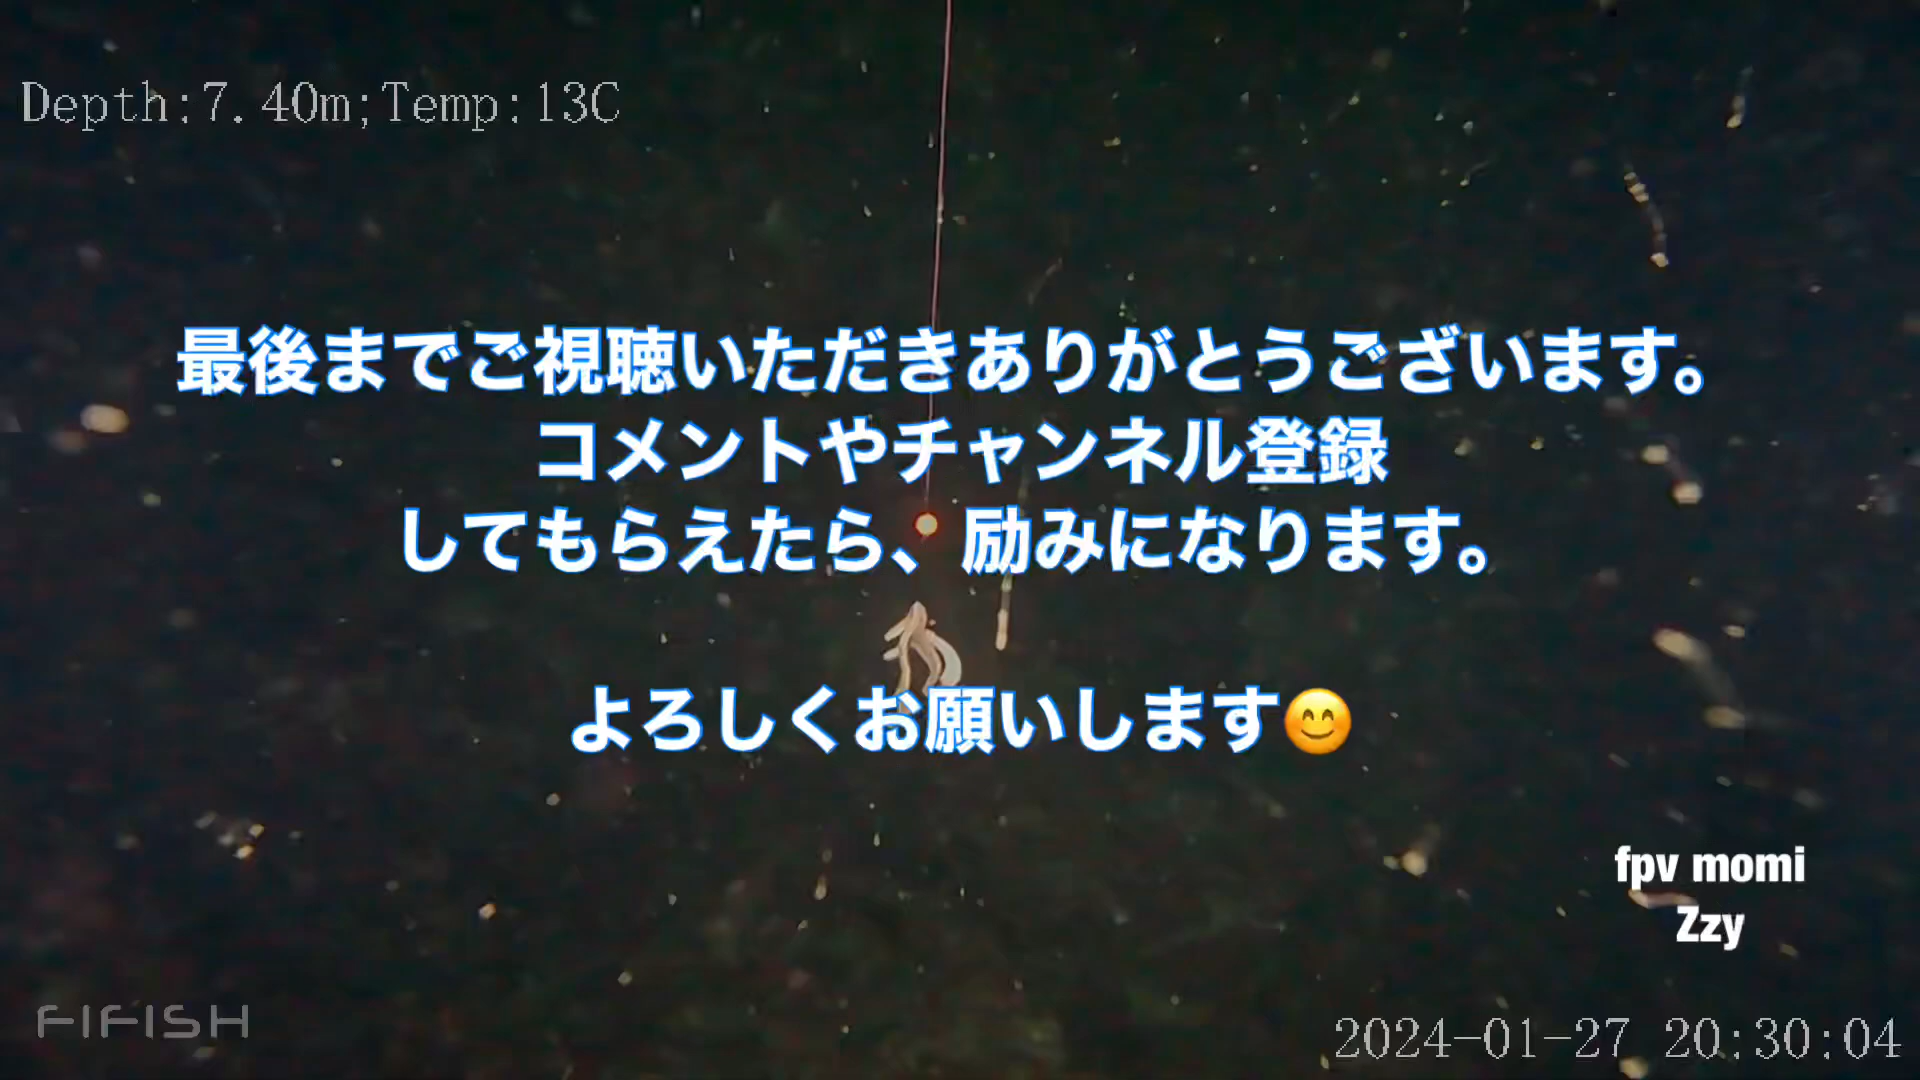 Depth:7.40m;Temp:13C
最後までご視聴いただきありがとうございます。
コメントやチャンネル登録
してもらえたら、励みになります。
よろしくお願いします😊
fpv momi
Zzy
FIFISH
2024-01-27 20:30:04